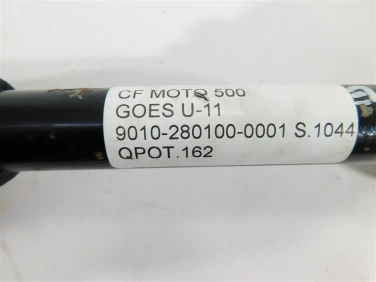 CF MOTO 500
GOES U-11
9010-280100-0001 S.1044
QPOT.162